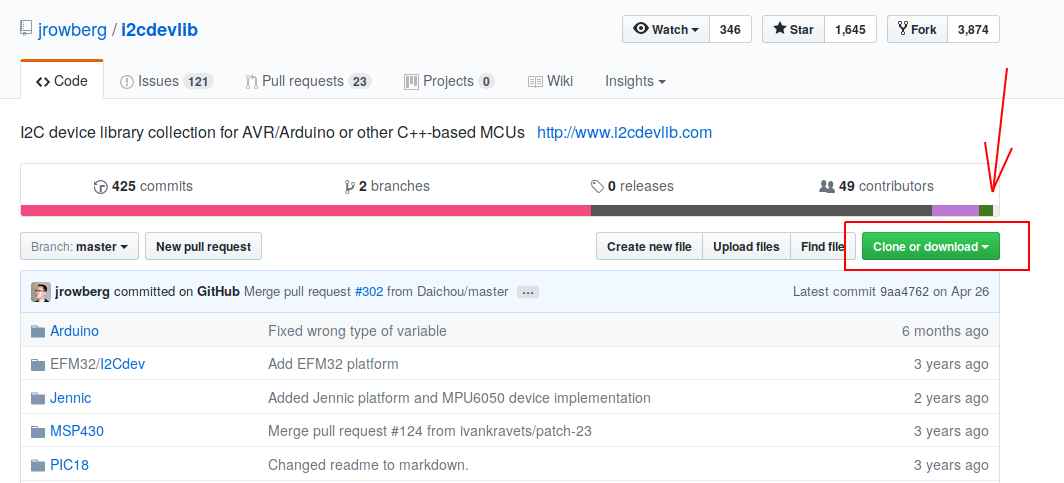 jrowberg / i2cdevlib
Watch 346 Star 1,645 Fork 3,874
Code Issues 121 Pull requests 23 Projects 0 Wiki Insights
I2C device library collection for AVR/Arduino or other C++-based MCUs http://www.i2cdevlib.com
425 commits 2 branches 0 releases 49 contributors
Branch: master New pull request Create new file Upload files Find file Clone or download
jrowberg committed on GitHub Merge pull request #302 from Daichou/master ... Latest commit 9aa4762 on Apr 26
Arduino Fixed wrong type of variable 6 months ago
EFM32/I2Cdev Add EFM32 platform 3 years ago
Jennic Added Jennic platform and MPU6050 device implementation 2 years ago
MSP430 Merge pull request #124 from ivankravets/patch-23 3 years ago
PIC18 Changed readme to markdown. 3 years ago